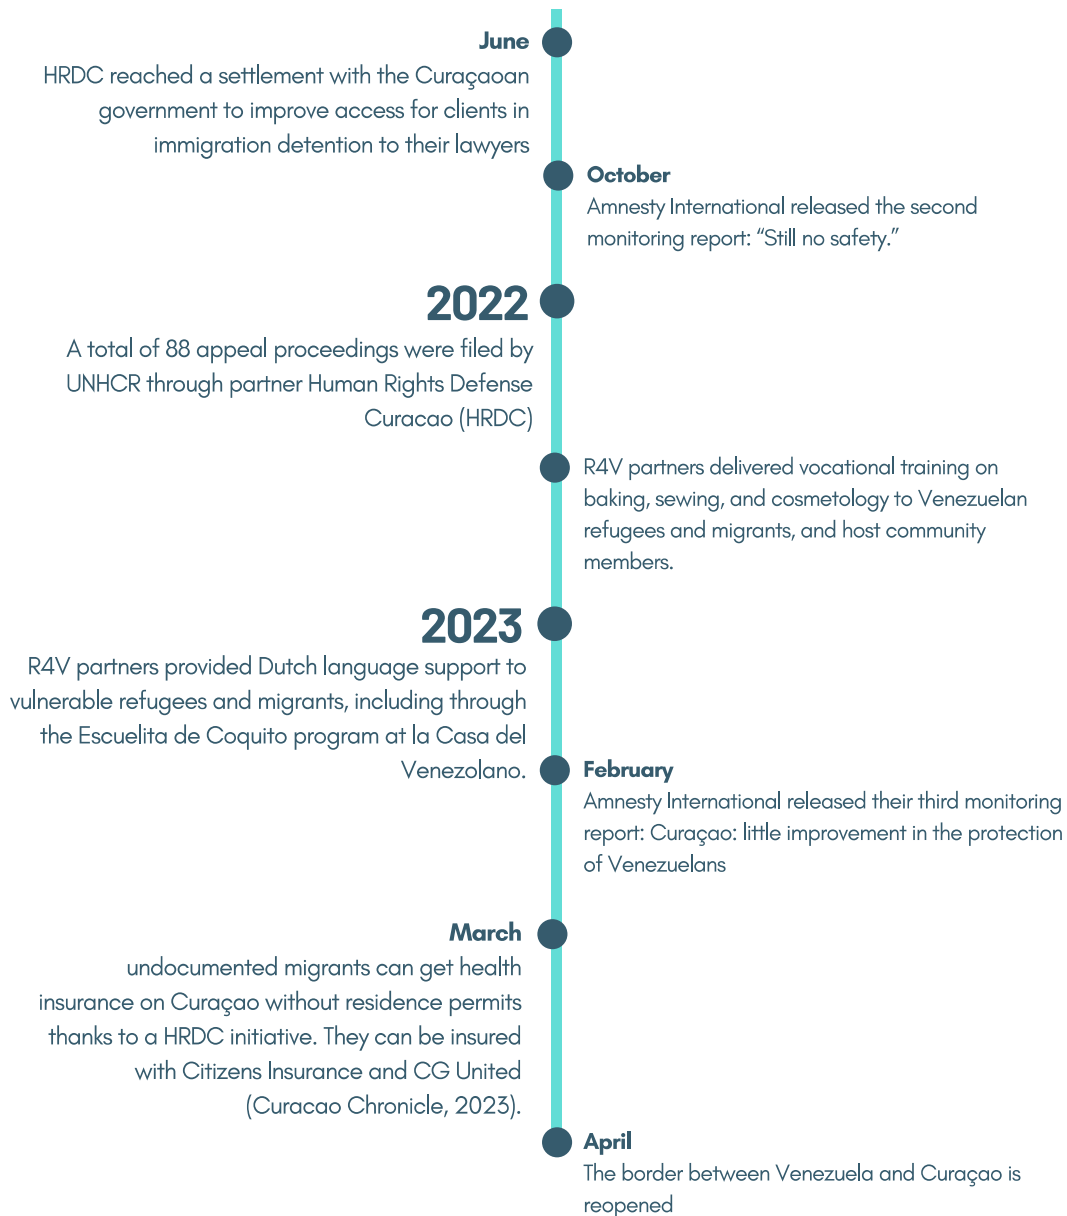 June
HRDC reached a settlement with the Curaçaoan
government to improve access for clients in
immigration detention to their lawyers
October
Amnesty International released the second
monitoring report: “Still no safety.”
2022
A total of 88 appeal proceedings were filed by
UNHCR through partner Human Rights Defense
Curacao (HRDC)
R4V partners delivered vocational training on
baking, sewing, and cosmetology to Venezuelan
refugees and migrants, and host community
members.
2023
R4V partners provided Dutch language support to
vulnerable refugees and migrants, including through
the Escuelita de Coquito program at la Casa del
Venezolano.
February
Amnesty International released their third monitoring
report: Curaçao: little improvement in the protection
of Venezuelans
March
undocumented migrants can get health
insurance on Curaçao without residence permits
thanks to a HRDC initiative. They can be insured
with Citizens Insurance and CG United
(Curacao Chronicle, 2023).
April
The border between Venezuela and Curaçao is
reopened